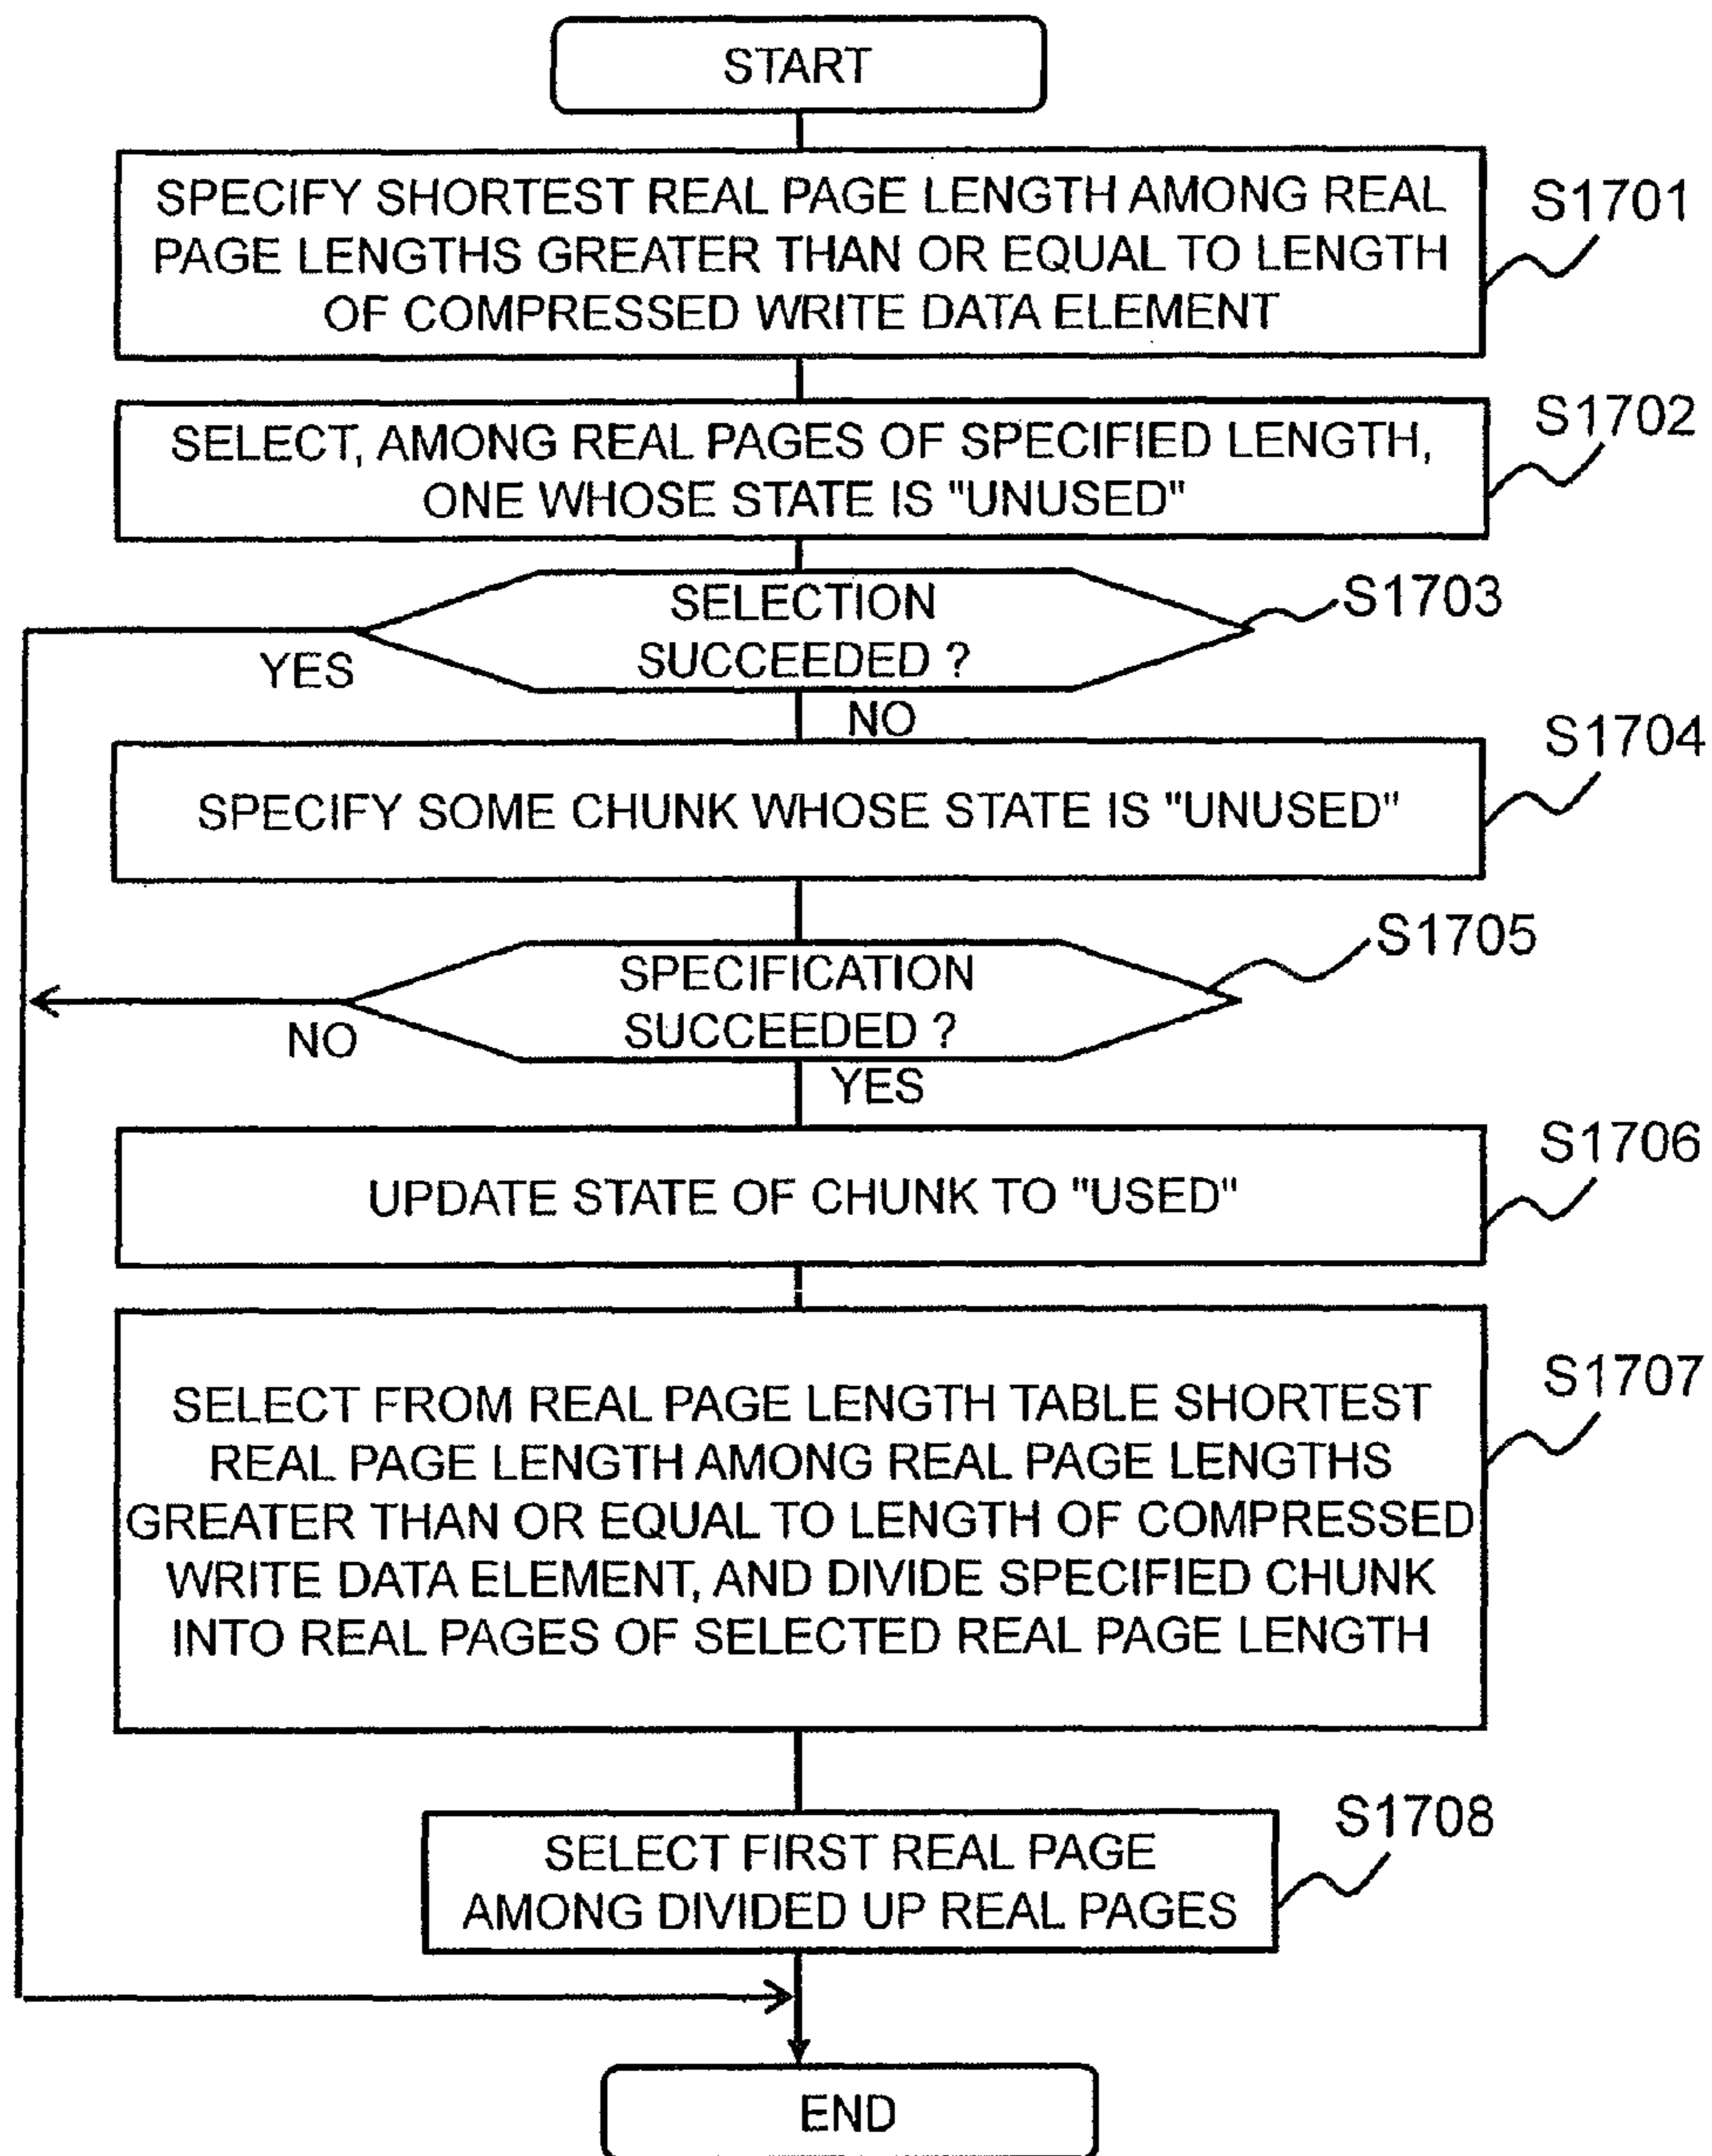 START
SPECIFY SHORTEST REAL PAGE LENGTH AMONG REAL
PAGE LENGTHS GREATER THAN OR EQUAL TO LENGTH
OF COMPRESSED WRITE DATA ELEMENT
S1701
SELECT, AMONG REAL PAGES OF SPECIFIED LENGTH,
ONE WHOSE STATE IS "UNUSED"
S1702
SELECTION
SUCCEEDED ?
S1703
YES
NO
SPECIFY SOME CHUNK WHOSE STATE IS "UNUSED"
S1704
SPECIFICATION
SUCCEEDED ?
S1705
NO
YES
UPDATE STATE OF CHUNK TO "USED"
S1706
SELECT FROM REAL PAGE LENGTH TABLE SHORTEST
REAL PAGE LENGTH AMONG REAL PAGE LENGTHS
GREATER THAN OR EQUAL TO LENGTH OF COMPRESSED
WRITE DATA ELEMENT, AND DIVIDE SPECIFIED CHUNK
INTO REAL PAGES OF SELECTED REAL PAGE LENGTH
S1707
SELECT FIRST REAL PAGE
AMONG DIVIDED UP REAL PAGES
S1708
END